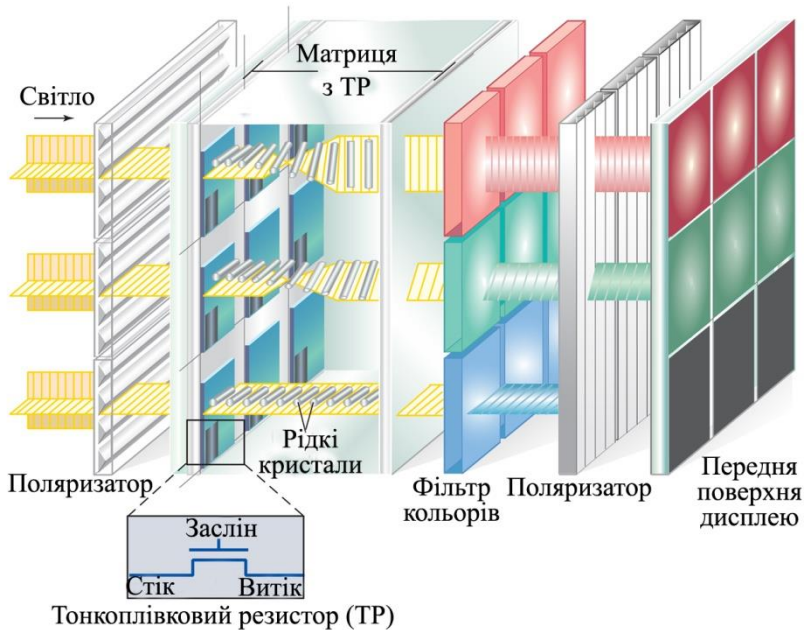 Матриця
з ТР
Світло
Рідкі
кристали
Поляризатор
Фільтр
кольорів
Поляризатор
Передня
поверхня
дисплею
Заслін
Стік
Витік
Тонкоплівковий резистор (ТР)